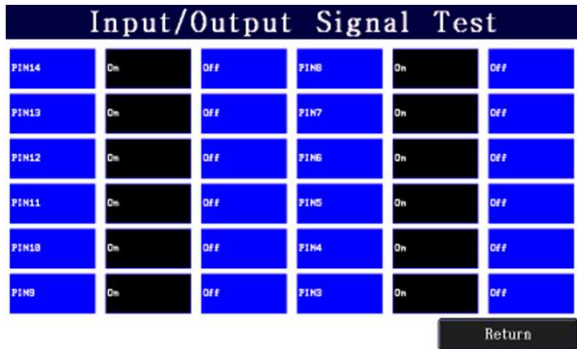 Input/Output Signal Test
PIN14 On Off PIN8 On Off
PIN13 On Off PIN7 On Off
PIN12 On Off PIN6 On Off
PIN11 On Off PIN5 On Off
PIN10 On Off PIN4 On Off
PIN9 On Off PIN3 On Off
Return